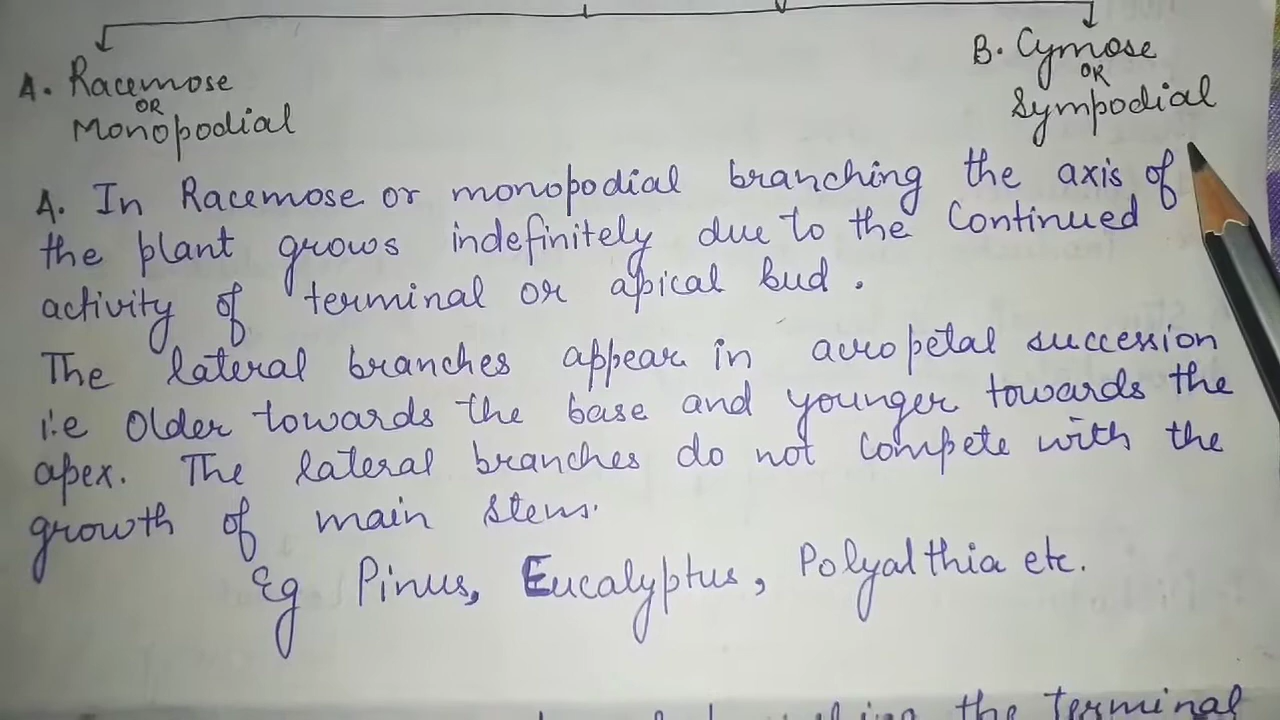 A. Racemose
OR
Monopodial
B. Cymose
OR
Sympodial
A. In Racemose or monopodial branching the axis of
the plant grows indefinitely due to the continued
activity of terminal or apical bud.
The lateral branches appear in acropetal succession
i.e Older towards the base and younger towards the
apex. The lateral branches do not compete with the
growth of main stem.
Eg Pinus, Eucalyptus, Polyalthia etc.
the terminal